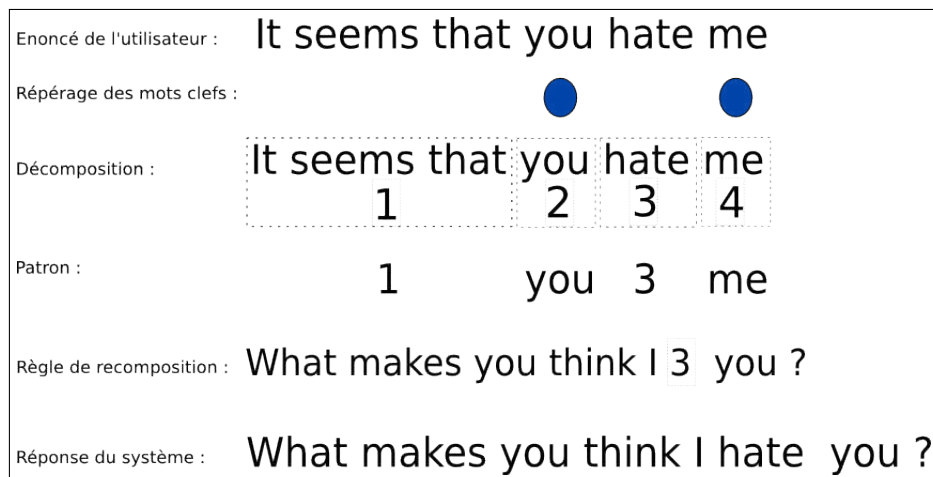 Enoncé de l'utilisateur : It seems that you hate me
Répérage des mots clefs :
Décomposition : It seems that you hate me
1 2 3 4
Patron : 1 you 3 me
Règle de recomposition : What makes you think I 3 you ?
Réponse du système : What makes you think I hate you ?